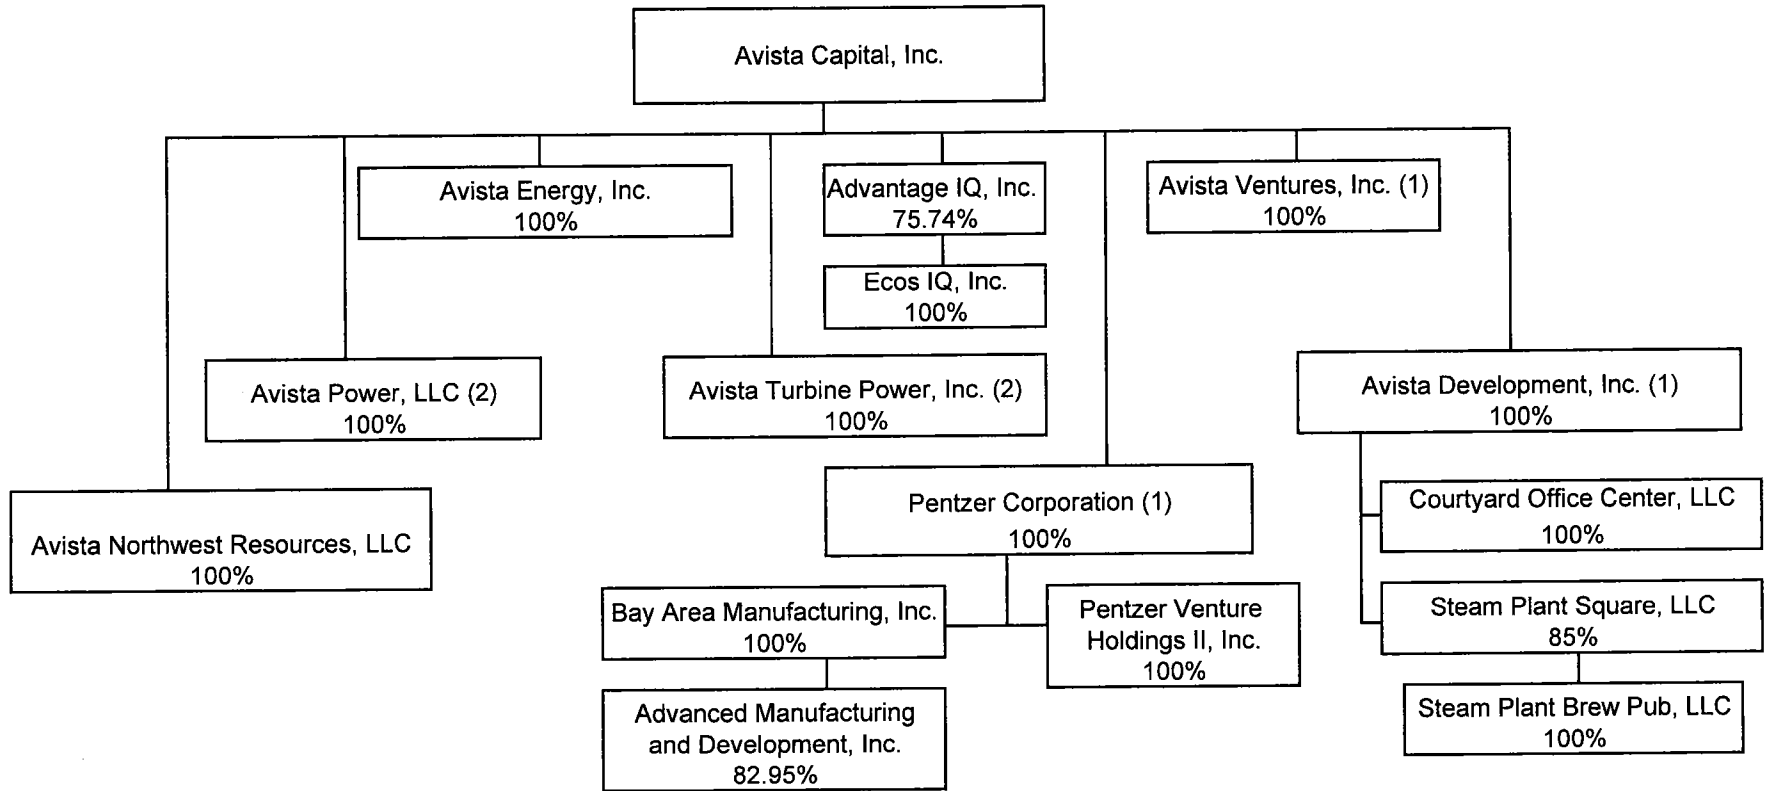 Avista Capital, Inc.
Avista Energy, Inc.
100%
Advantage IQ, Inc.
75.74%
Avista Ventures, Inc. (1)
100%
Ecos IQ, Inc.
100%
Avista Power, LLC (2)
100%
Avista Turbine Power, Inc. (2)
100%
Avista Development, Inc. (1)
100%
Avista Northwest Resources, LLC
100%
Pentzer Corporation (1)
100%
Courtyard Office Center, LLC
100%
Bay Area Manufacturing, Inc.
100%
Pentzer Venture
Holdings II, Inc.
100%
Steam Plant Square, LLC
85%
Advanced Manufacturing
and Development, Inc.
82.95%
Steam Plant Brew Pub, LLC
100%